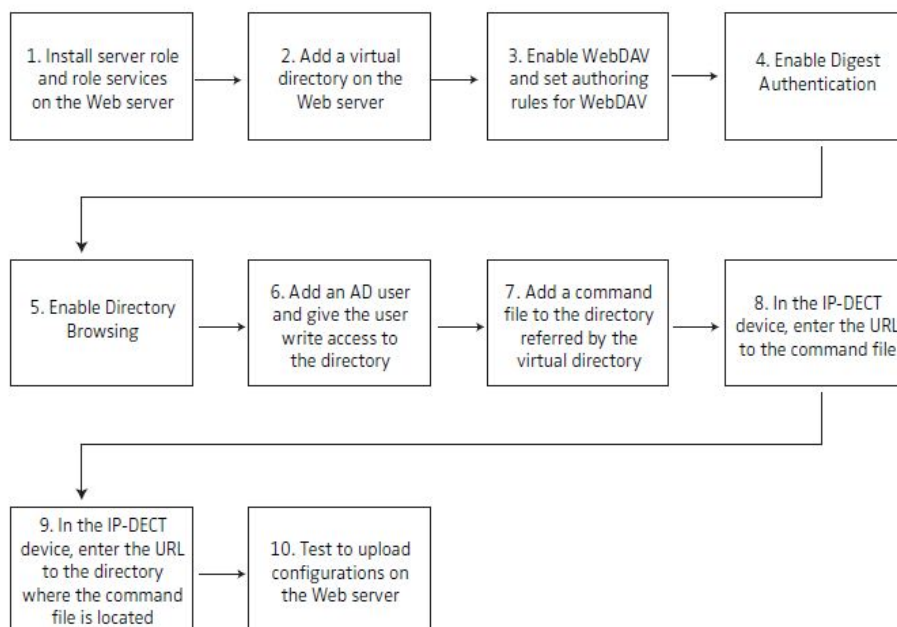 1. Install server role
and role services
on the Web server
2. Add a virtual
directory on the
Web server
3. Enable WebDAV
and set authoring
rules for WebDAV
4. Enable Digest
Authentication
5. Enable Directory
Browsing
6. Add an AD user
and give the user
write access to
the directory
7. Add a command
file to the directory
referred by the
virtual directory
8. In the IP-DECT
device, enter the URL
to the command file
9. In the IP-DECT
device, enter the URL
to the directory
where the command
file is located
10. Test to upload
configurations on
the Web server